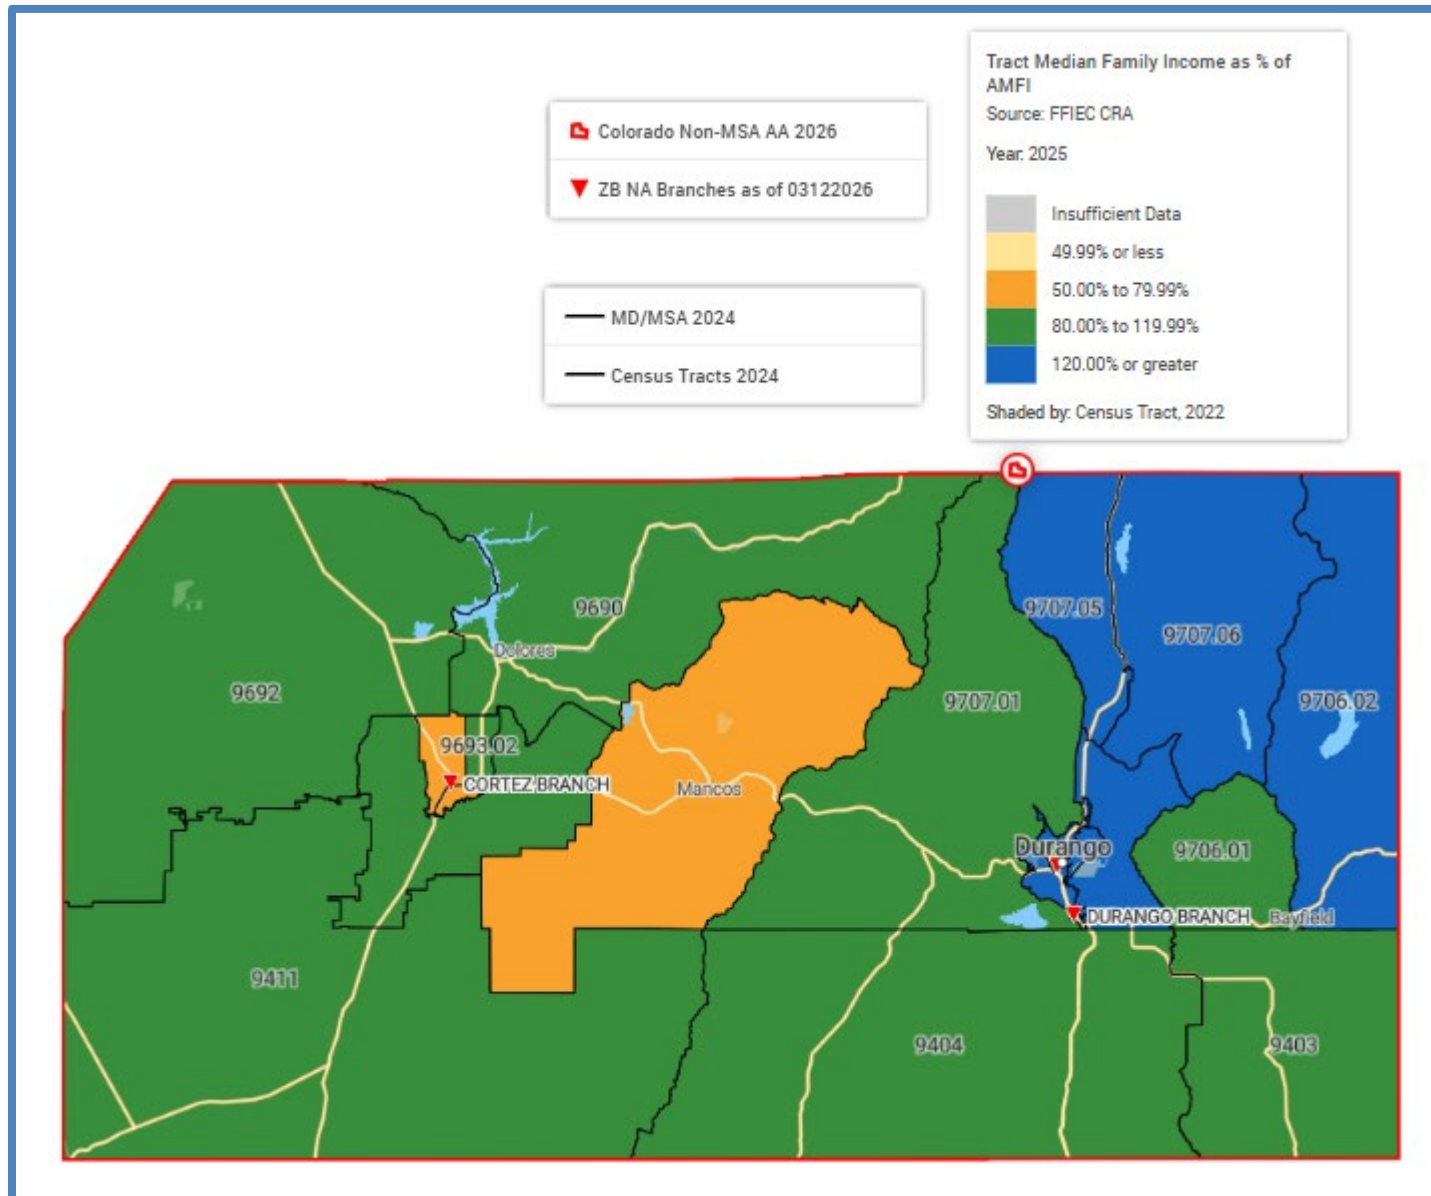 Tract Median Family Income as % of
AMFI
Source: FFIEC CRA
Year: 2025
Insufficient Data
49.99% or less
50.00% to 79.99%
80.00% to 119.99%
120.00% or greater
Shaded by: Census Tract, 2022
Colorado Non-MSA AA 2026
ZB NA Branches as of 03122026
MD/MSA 2024
Census Tracts 2024
9690
9707.05
9707.06
Dolores
9692
9707.01
9706.02
9693.02
CORTEZ BRANCH
Mancos
Durango
9706.01
DURANGO BRANCH
Bayfield
9411
9404
9403